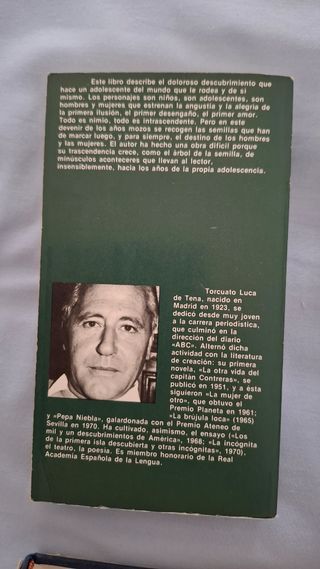 Este libro describe el doloroso descubrimiento que
hace un adolescente del mundo que le rodea y de sí
mismo. Los personajes son niños, son adolescentes, son
hombres y mujeres que estrenan la angustia y la alegría de
la primera ilusión, el primer desengaño, el primer amor.
Todo es nimio, todo es intrascendente. Pero en este
devenir de los años mozos se recogen las semillas que han
de marcar luego, y para siempre, el destino de los hombres
y las mujeres. El autor ha hecho una obra difícil porque
su trascendencia crece, como el árbol de la semilla, de
minúsculos aconteceres que llevan al lector,
insensiblemente, hacia los años de la propia adolescencia.
Torcuato Luca
de Tena, nacido en
Madrid en 1923, se
dedicó desde muy joven
a la carrera periodística,
que culminó en la
dirección del diario
«ABC». Alternó dicha
actividad con la literatura
de creación: su primera
novela, «La otra vida del
capitán Contreras», se
publicó en 1951, y a ésta
siguieron «La mujer de
otro», que obtuvo el
Premio Planeta en 1961;
«La brújula loca» (1965)
y «Pepa Niebla», galardonada con el Premio Ateneo de
Sevilla en 1970. Ha cultivado, asimismo, el ensayo («Los
mil y un descubrimientos de América», 1968; «La incógnita
de la primera isla descubierta y otras incógnitas», 1970),
el teatro, la poesía. Es miembro honorario de la Real
Academia Española de la Lengua.